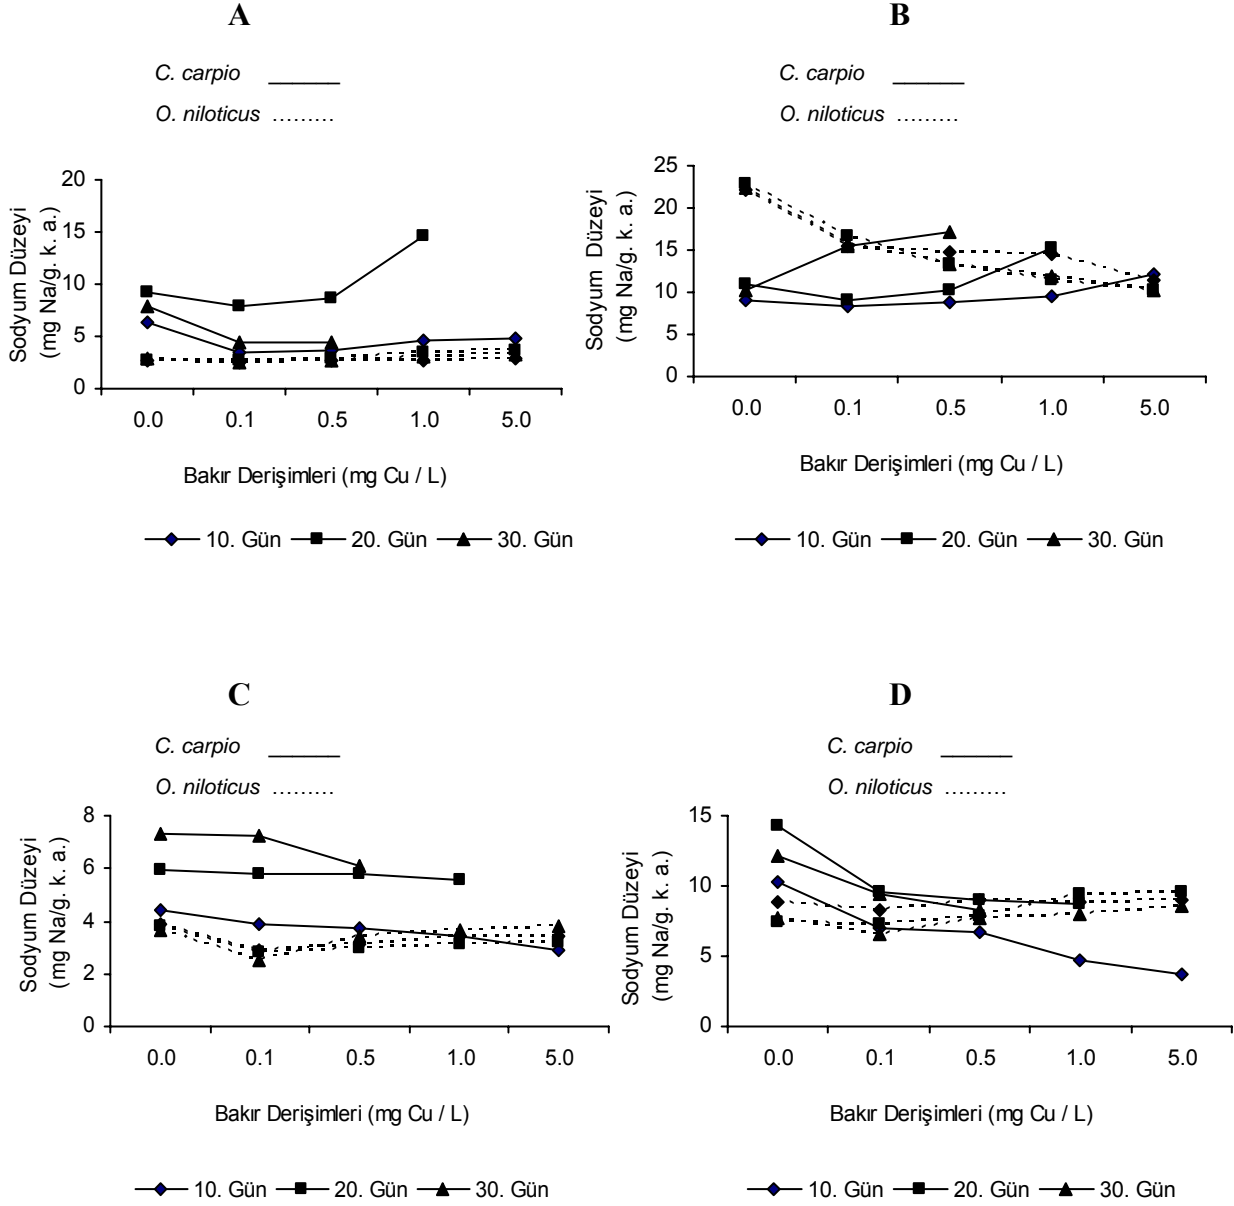 A
C. carpio ______
O. niloticus .........
Sodyum Düzeyi
(mg Na/g. k. a.)
20
15
10
5
0
0.0 0.1 0.5 1.0 5.0
Bakır Derişimleri (mg Cu / L)
10. Gün 20. Gün 30. Gün
B
C. carpio ______
O. niloticus .........
Sodyum Düzeyi
(mg Na/g. k. a.)
25
20
15
10
5
0
0.0 0.1 0.5 1.0 5.0
Bakır Derişimleri (mg Cu / L)
10. Gün 20. Gün 30. Gün
C
C. carpio ______
O. niloticus .........
Sodyum Düzeyi
(mg Na/g. k. a.)
8
6
4
2
0
0.0 0.1 0.5 1.0 5.0
Bakır Derişimleri (mg Cu / L)
10. Gün 20. Gün 30. Gün
D
C. carpio ______
O. niloticus .........
Sodyum Düzeyi
(mg Na/g. k. a.)
15
10
5
0
0.0 0.1 0.5 1.0 5.0
Bakır Derişimleri (mg Cu / L)
10. Gün 20. Gün 30. Gün